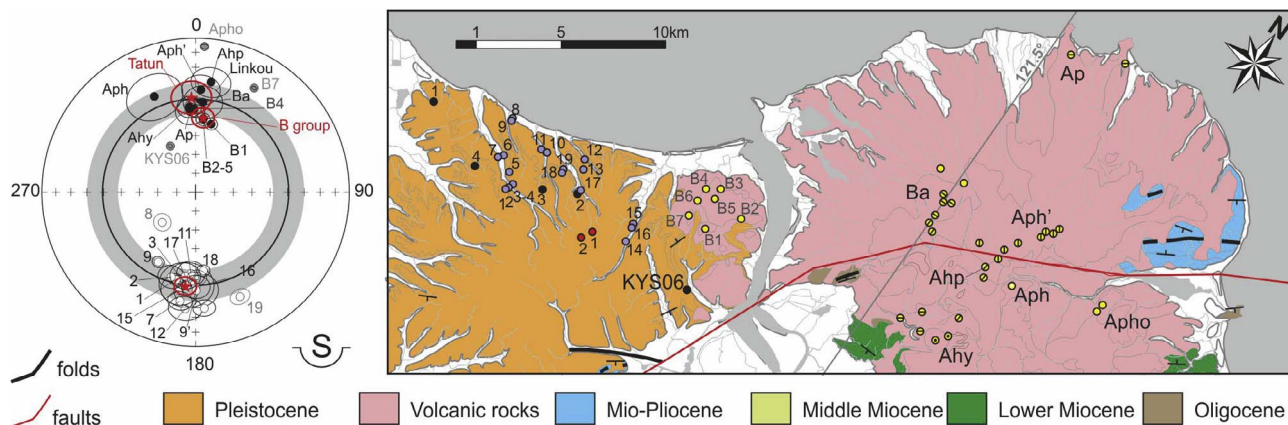 0
Apho
Aph'
Ahp
Tatun
Linkou
B7
Aph
Ba
B4
Ahy
Ap
B group
KYS06
B1
B2-5
270
90
8
11
3
17
18
9
16
2
1
19
15
7
12
9'
180
S
folds
faults
1
5
10km
121.5°
N
Ap
1
8
9
11
10
12
7
6
4
5
19
18
13
17
12
3-4
3
2
15
16
14
2
1
B4
B3
B6
B5
B2
B7
B1
KYS06
Ba
Aph'
Ahp
Aph
Apho
Ahy
Pleistocene
Volcanic rocks
Mio-Pliocene
Middle Miocene
Lower Miocene
Oligocene